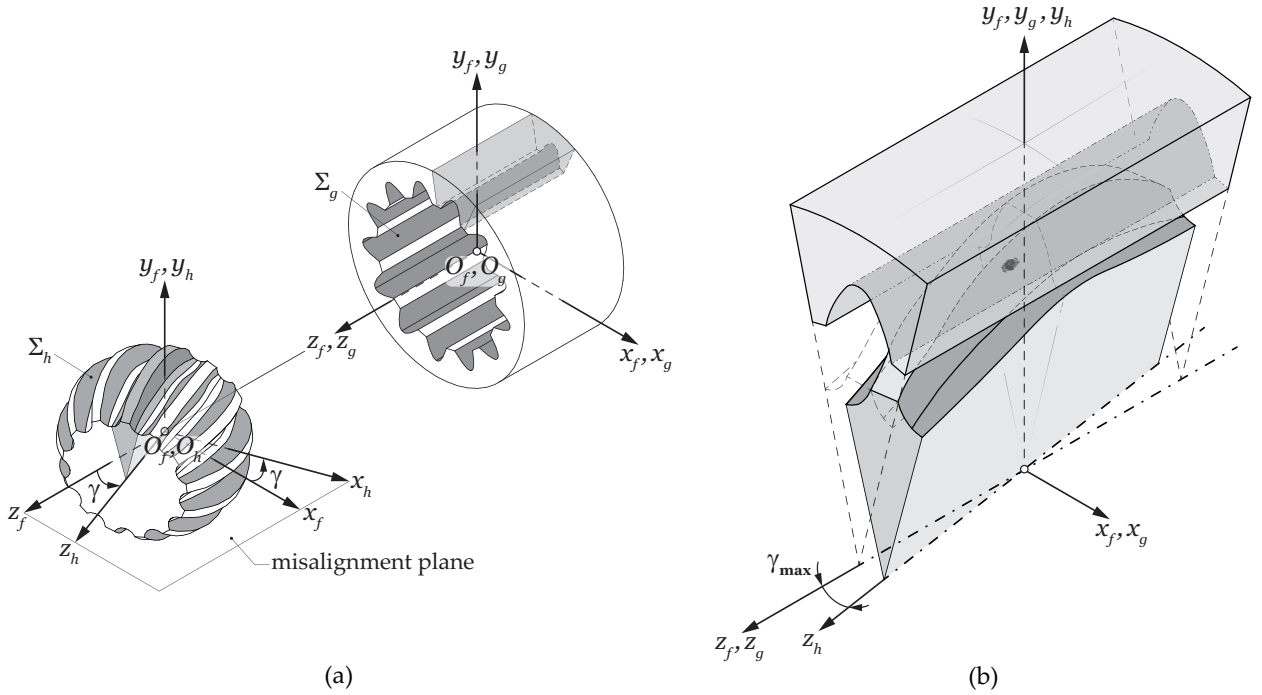 y_f, y_g
Σ_g
O_f, O_g
z_f, z_g
x_f, x_g
y_f, y_h
Σ_h
O_f, O_h
γ
γ
x_h
x_f
z_f
z_h
misalignment plane
(a)
y_f, y_g, y_h
x_f, x_g
γ_max
z_f, z_g
z_h
(b)